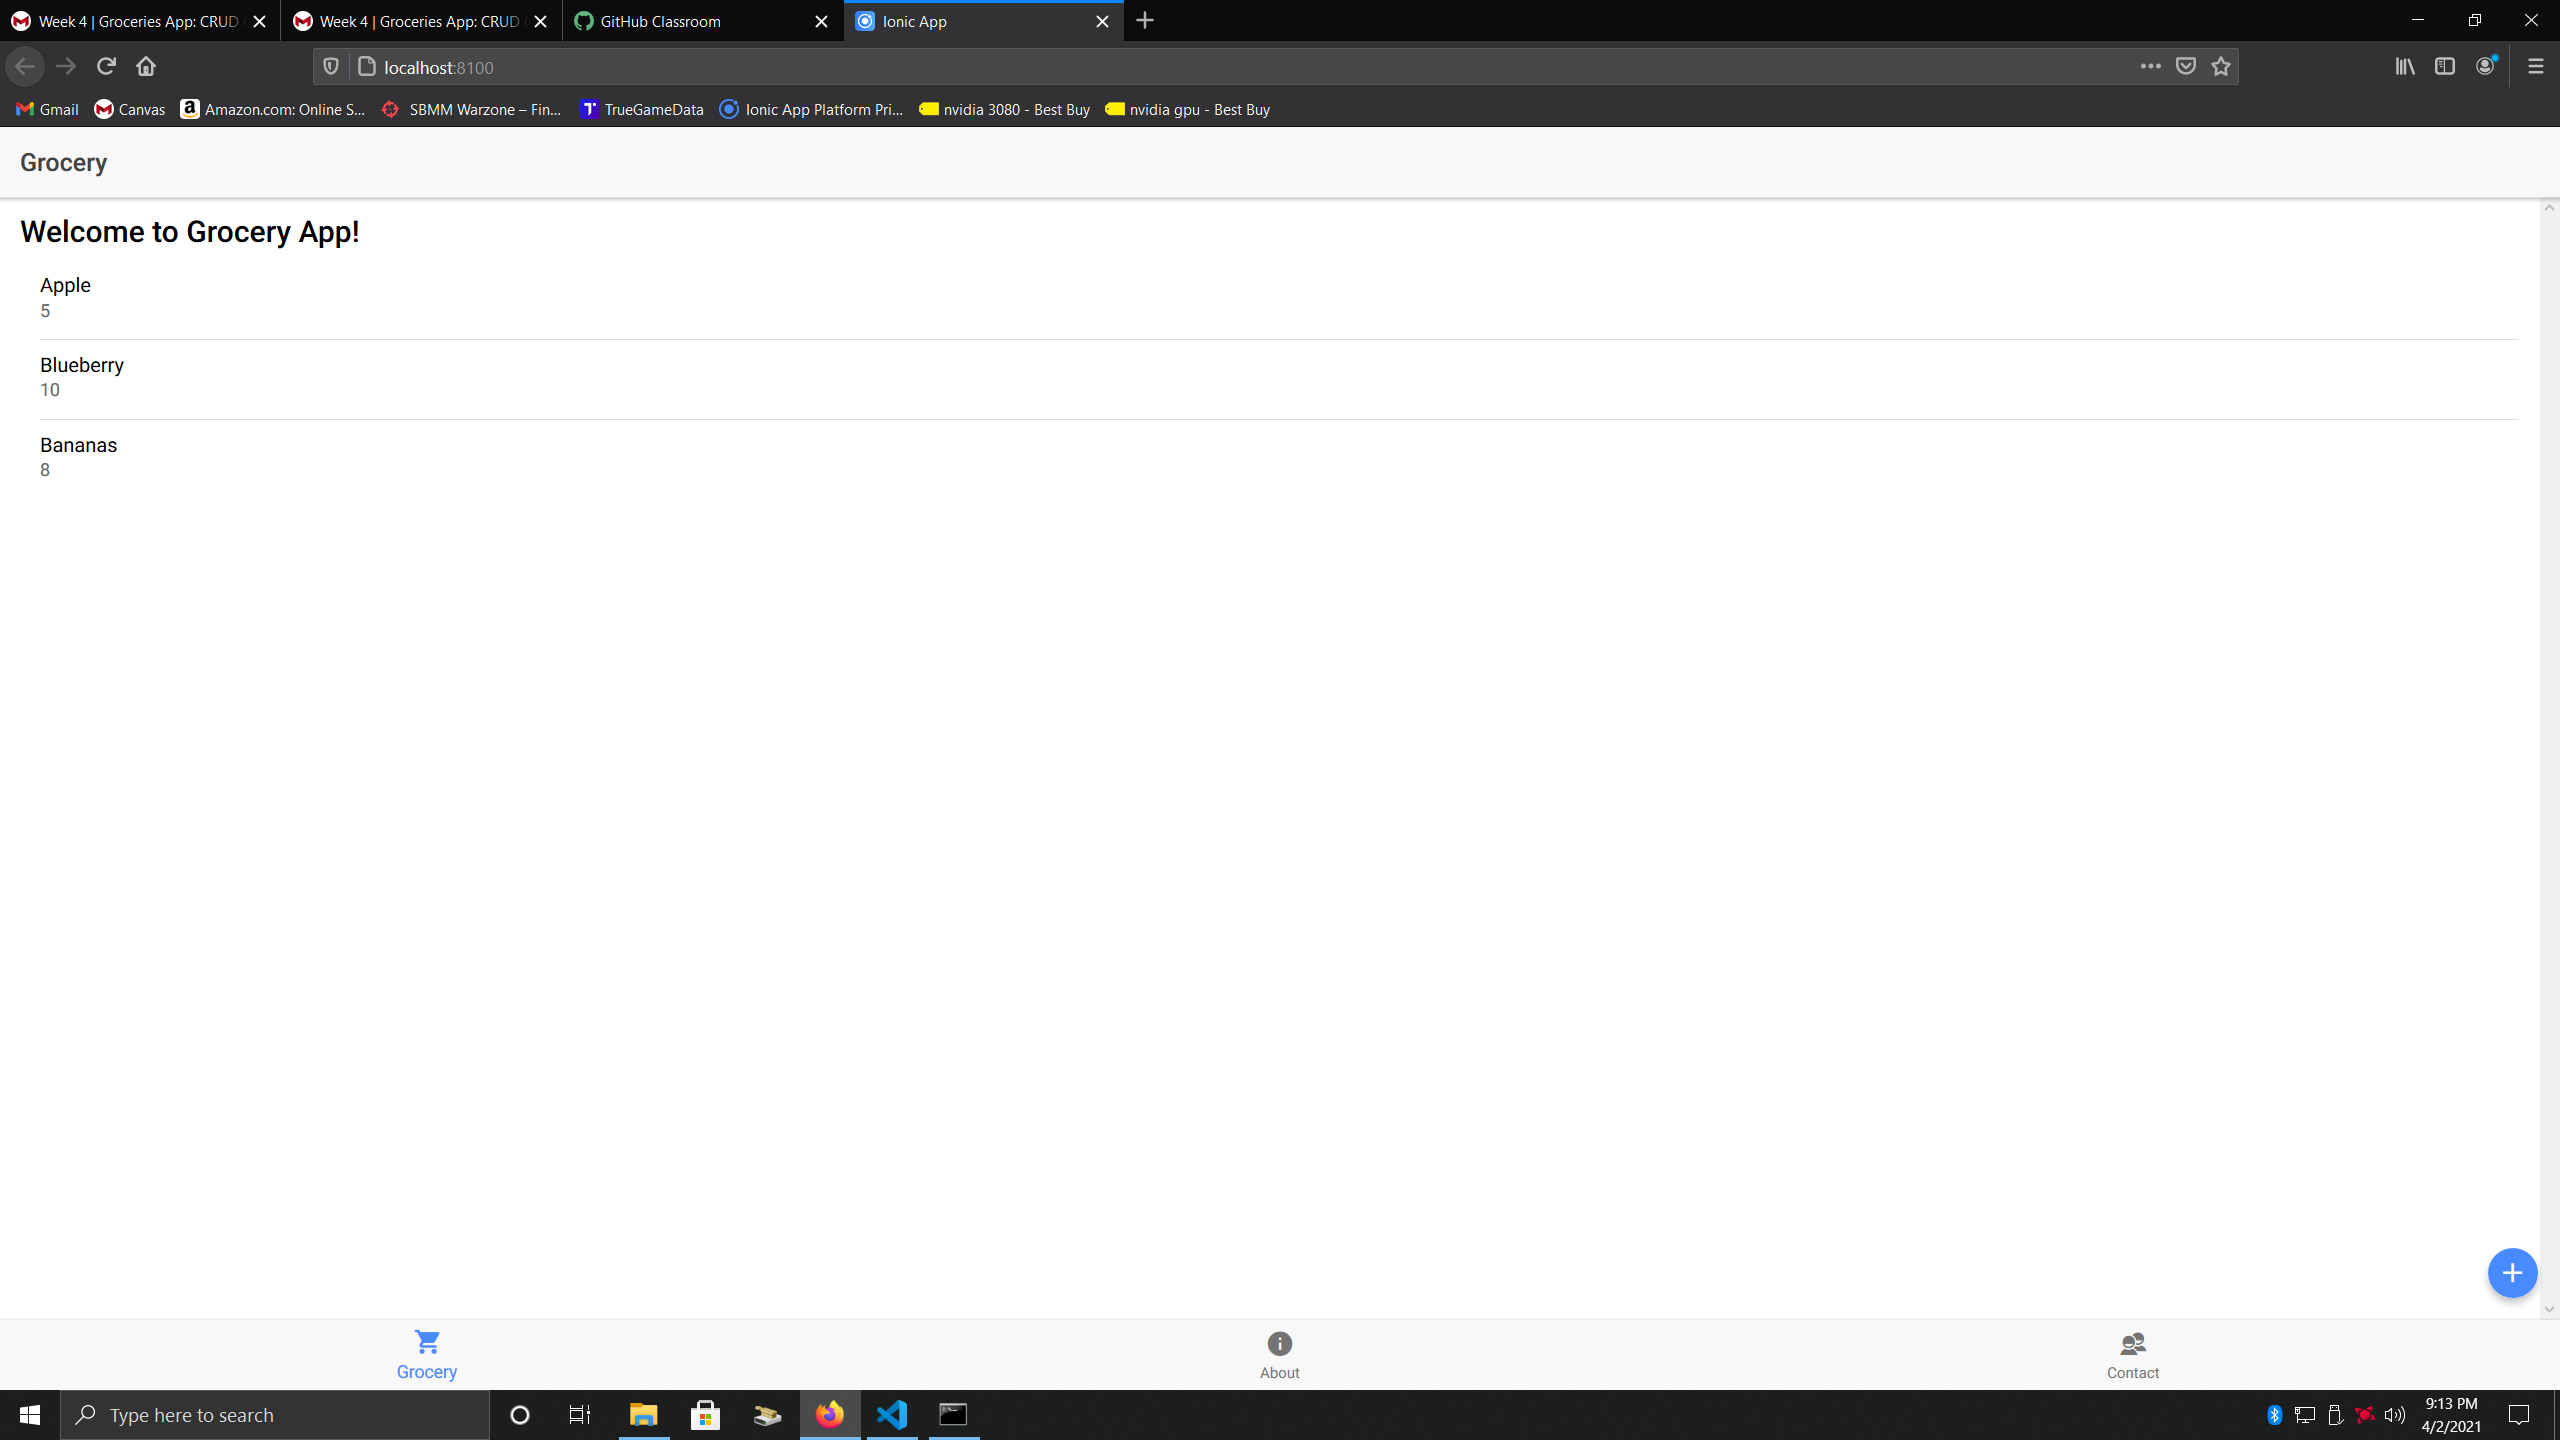 Week 4 | Groceries App: CRUD
Week 4 | Groceries App: CRUD
GitHub Classroom
Ionic App
localhost:8100
Gmail
Canvas
Amazon.com: Online S...
SBMM Warzone – Fin...
TrueGameData
Ionic App Platform Pri...
nvidia 3080 - Best Buy
nvidia gpu - Best Buy
Grocery
Welcome to Grocery App!
Apple
5
Blueberry
10
Bananas
8
Grocery
About
Contact
Type here to search
9:13 PM
4/2/2021